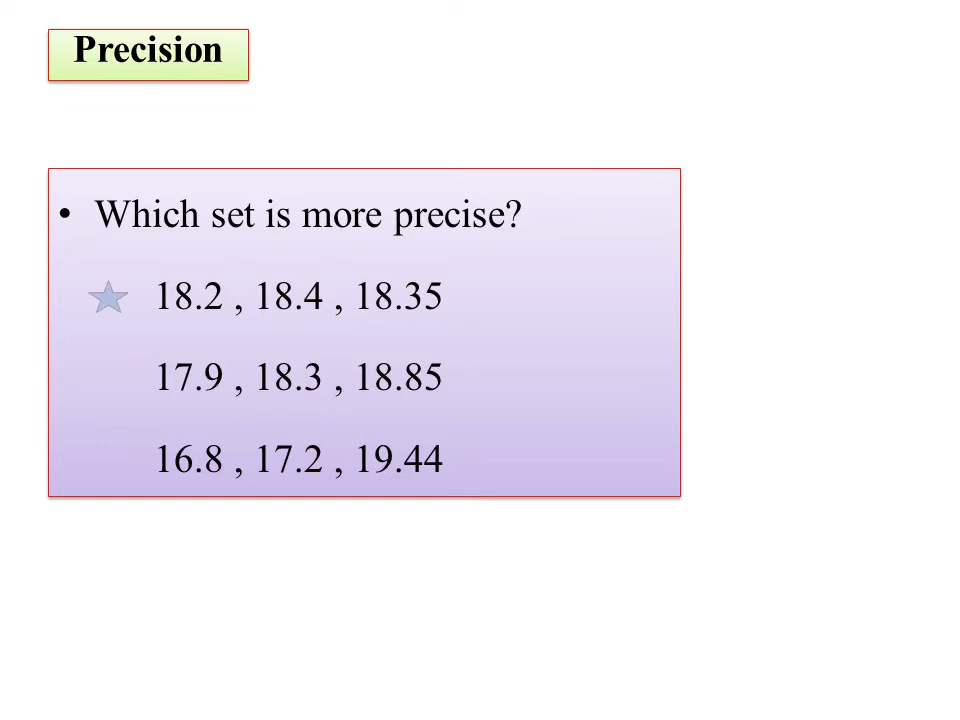 Precision
• Which set is more precise?
18.2 , 18.4 , 18.35
17.9 , 18.3 , 18.85
16.8 , 17.2 , 19.44